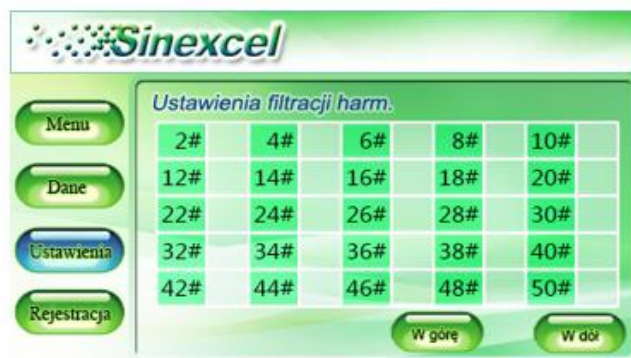 Sinexcel
Ustawienia filtracji harm.
Menu
2# 4# 6# 8# 10#
Dane
12# 14# 16# 18# 20#
22# 24# 26# 28# 30#
Ustawienia
32# 34# 36# 38# 40#
42# 44# 46# 48# 50#
Rejestracja
W górę W dół